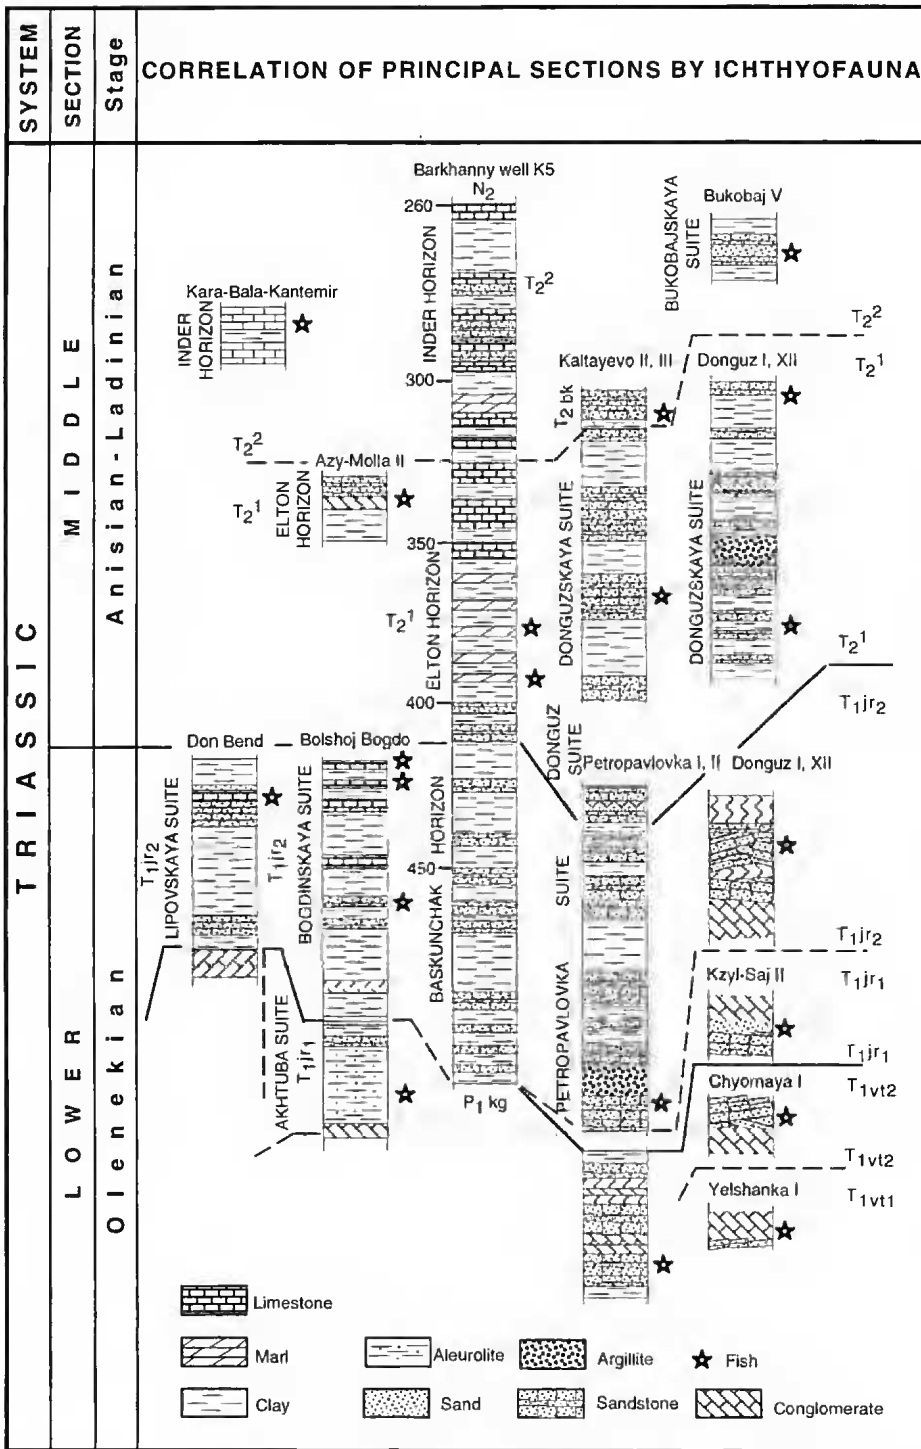 SYSTEM
SECTION
Stage
CORRELATION OF PRINCIPAL SECTIONS BY ICHTHYOFAUNA
TRIASSIC
MIDDLE
LOWER
Anisian-Ladinian
Olenekian
Barkhanny well K5
N2
260
300
350
400
450
INDER HORIZON
T2²
ELTON HORIZON
T2¹
BASKUNCHAK HORIZON
P1 kg
Kara-Bala-Kantemir
INDER
HORIZON
T2²
T2¹
Azy-Molla II
ELTON
HORIZON
Bukobaj V
BUKOBAJSKAYA
SUITE
T2²
T2¹
Kaltayevo II, III
T2 bk
DONGUZSKAYA SUITE
Donguz I, XII
DONGUZSKAYA SUITE
T2¹
T1jr2
Don Bend
T1jr2
LIPOVSKAYA SUITE
T1jr2
Bolshoj Bogdo
BOGDINSKAYA SUITE
AKHTUBA SUITE
T1jr1
DONGUZ
SUITE
Petropavlovka I, II
PETROPAVLOVKA SUITE
Donguz I, XII
T1jr2
T1jr1
Kzyl-Saj II
T1jr1
T1vt2
Chyomaya I
T1vt2
T1vt1
Yelshanka I
Limestone
Marl
Aleurolite
Argillite
Fish
Clay
Sand
Sandstone
Conglomerate